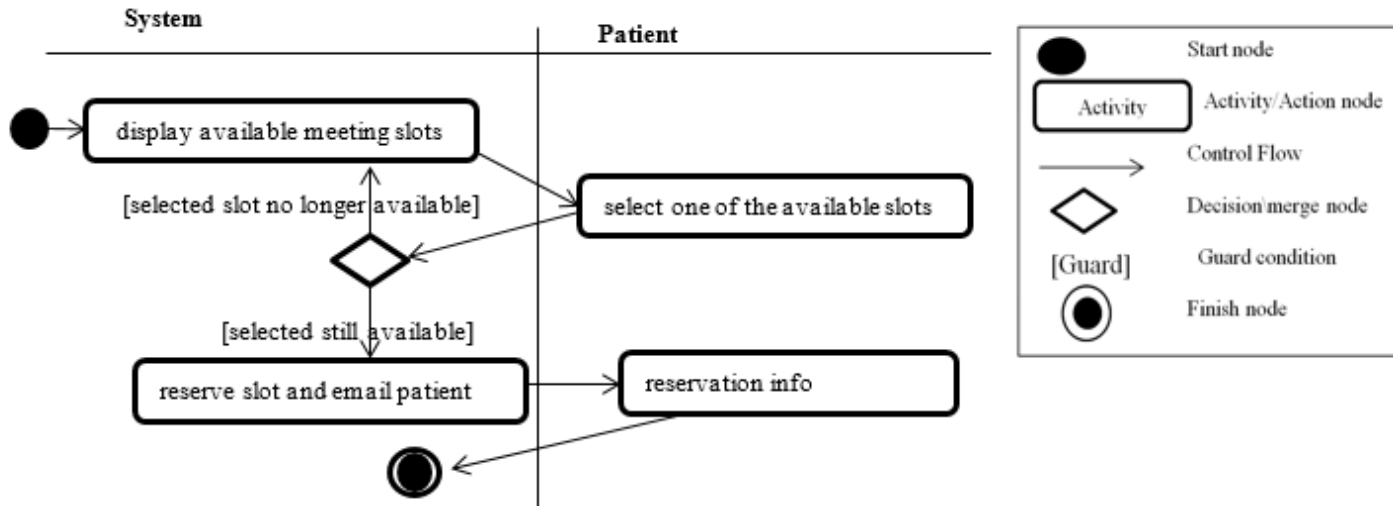 System
Patient
display available meeting slots
[selected slot no longer available]
select one of the available slots
[selected still available]
reserve slot and email patient
reservation info
Start node
Activity
Activity/Action node
Control Flow
Decision\merge node
[Guard]
Guard condition
Finish node